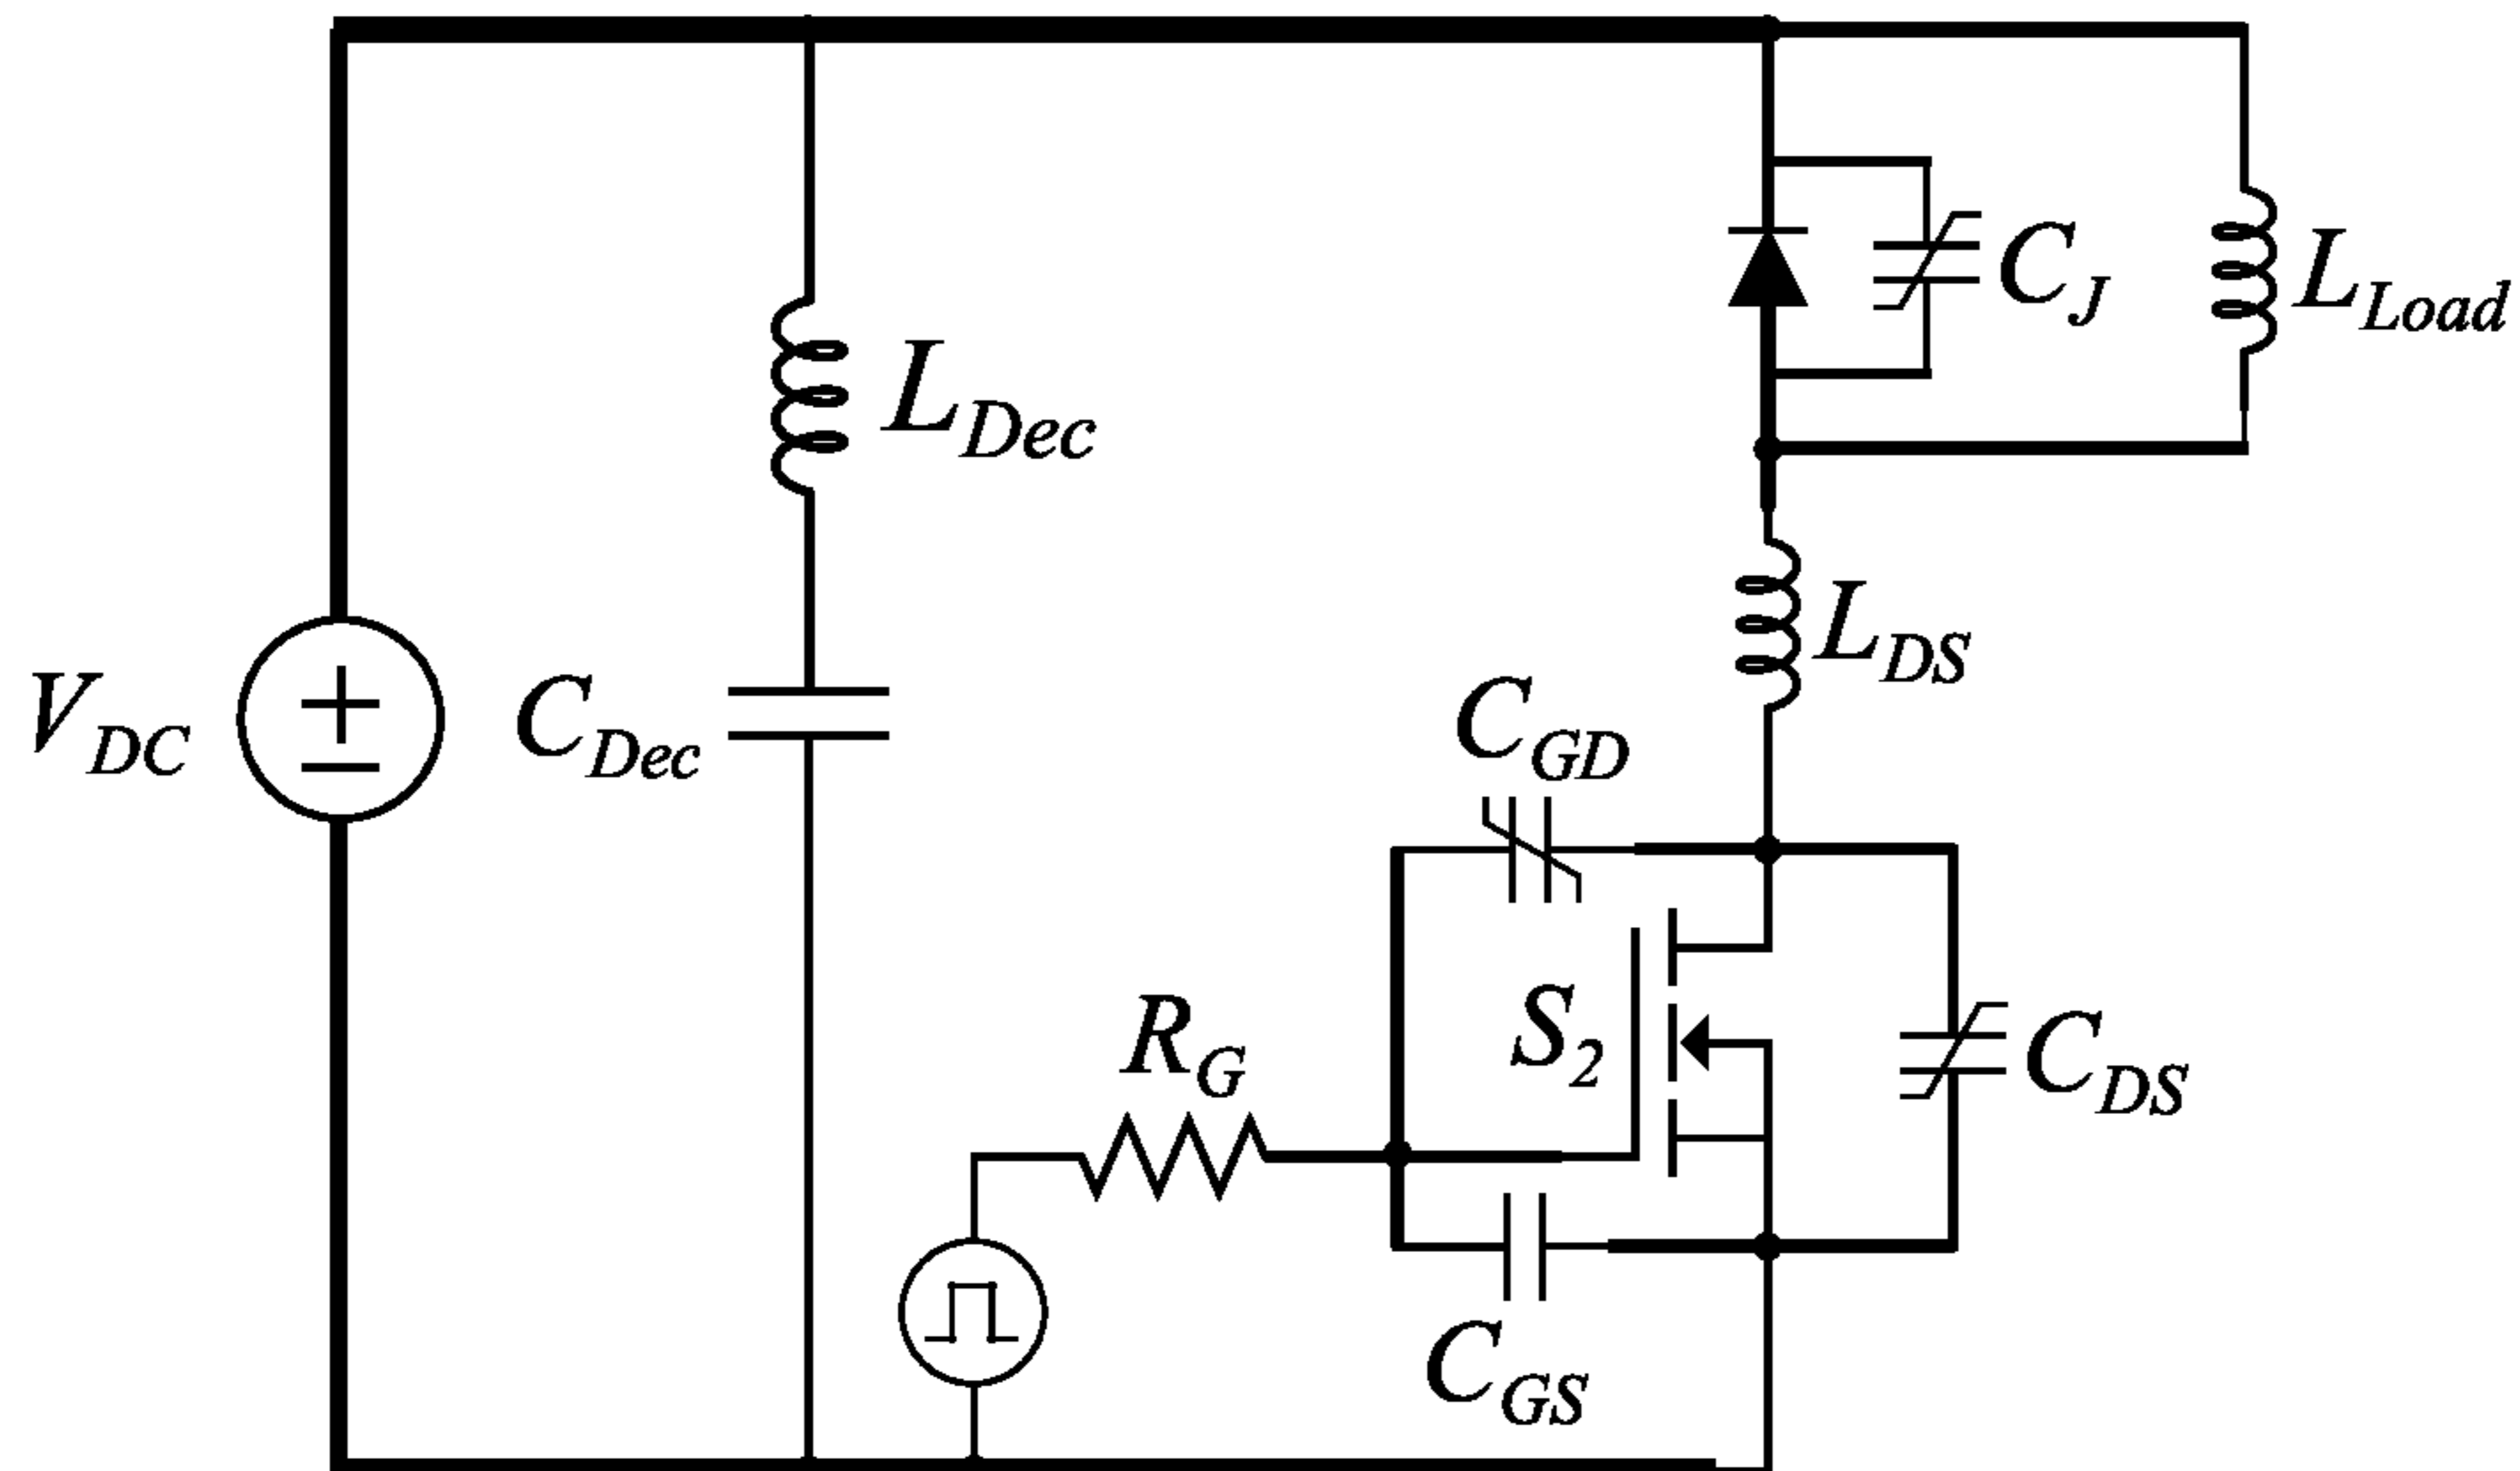 C_J
L_Load
L_Dec
L_DS
V_DC
C_Dec
C_GD
R_G
S_2
C_DS
C_GS